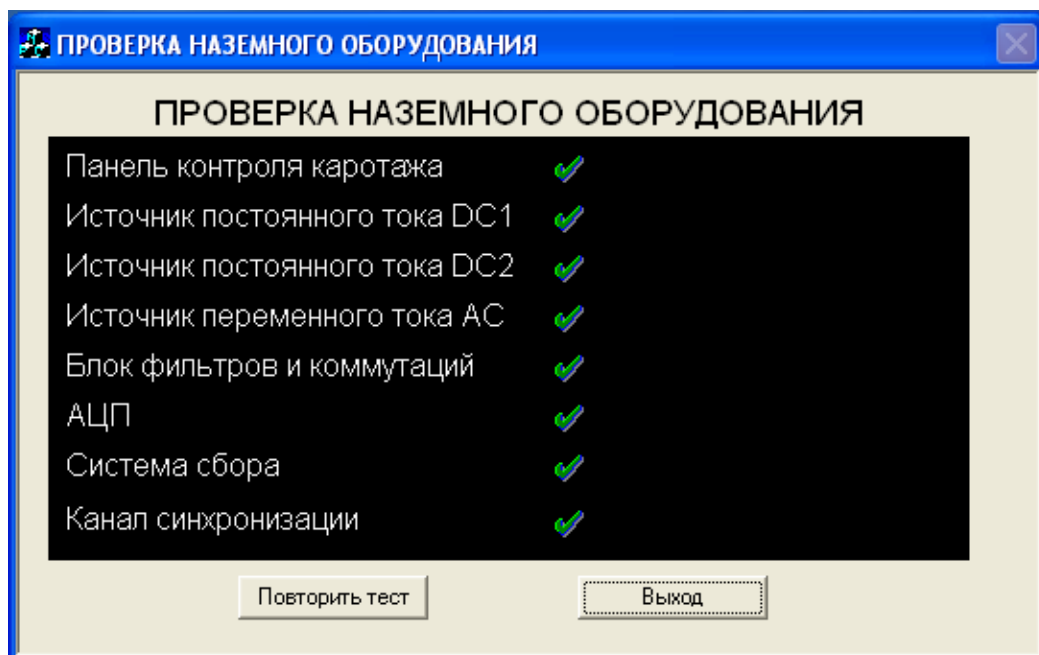 ПРОВЕРКА НАЗЕМНОГО ОБОРУДОВАНИЯ
ПРОВЕРКА НАЗЕМНОГО ОБОРУДОВАНИЯ
Панель контроля каротажа
Источник постоянного тока DC1
Источник постоянного тока DC2
Источник переменного тока AC
Блок фильтров и коммутаций
АЦП
Система сбора
Канал синхронизации
Повторить тест
Выход